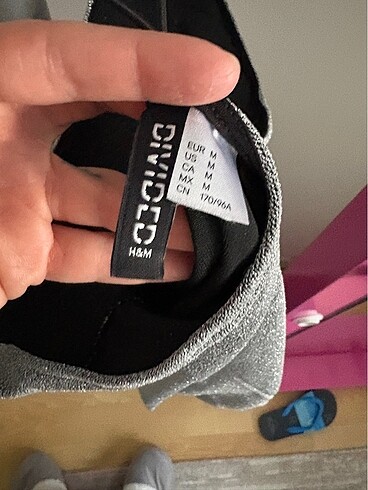 DIVIDED
H&M
EUR M
US M
CA M
MX M
CN 170/96A